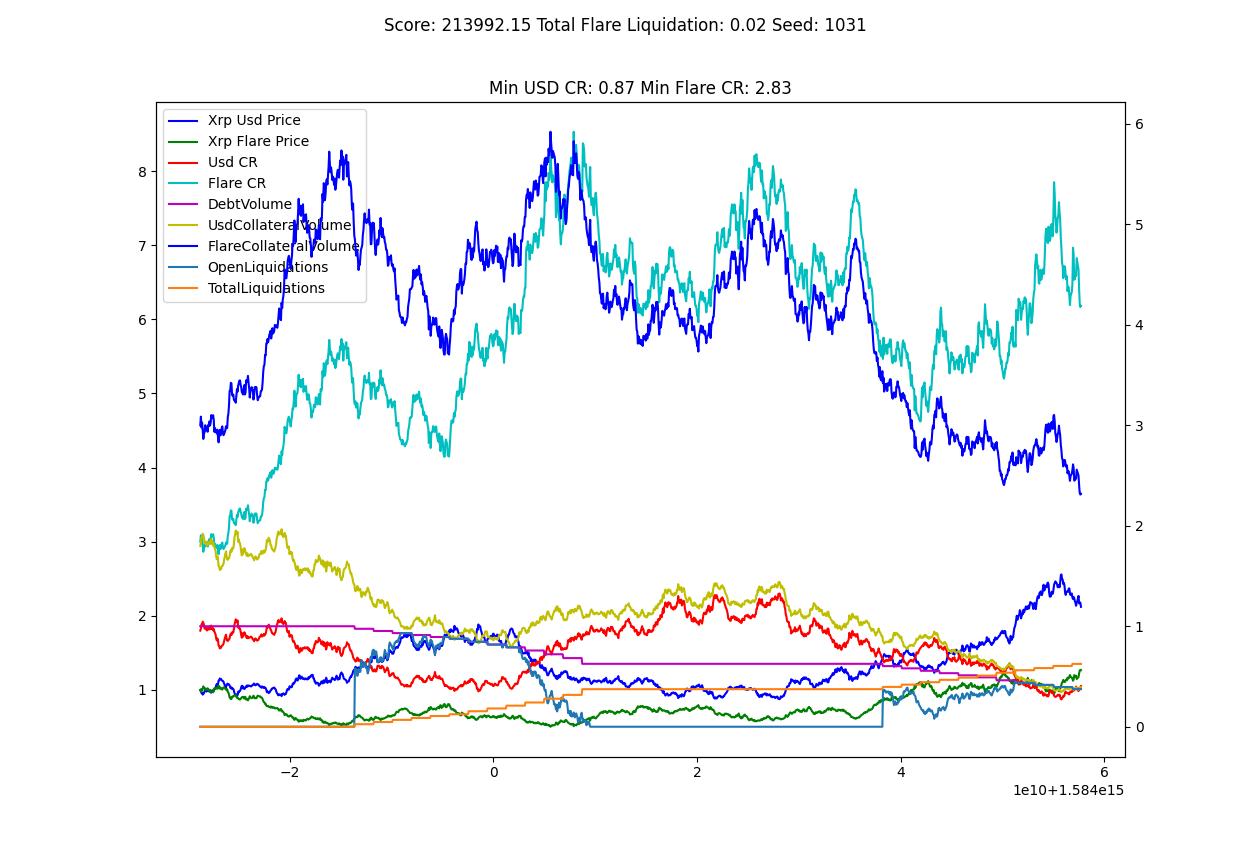 Score: 213992.15 Total Flare Liquidation: 0.02 Seed: 1031
Min USD CR: 0.87 Min Flare CR: 2.83
Xrp Usd Price
Xrp Flare Price
Usd CR
Flare CR
DebtVolume
UsdCollateralVolume
FlareCollateralVolume
OpenLiquidations
TotalLiquidations
8
7
6
5
4
3
2
1
6
5
4
3
2
1
0
−2
0
2
4
6
1e10+1.584e15